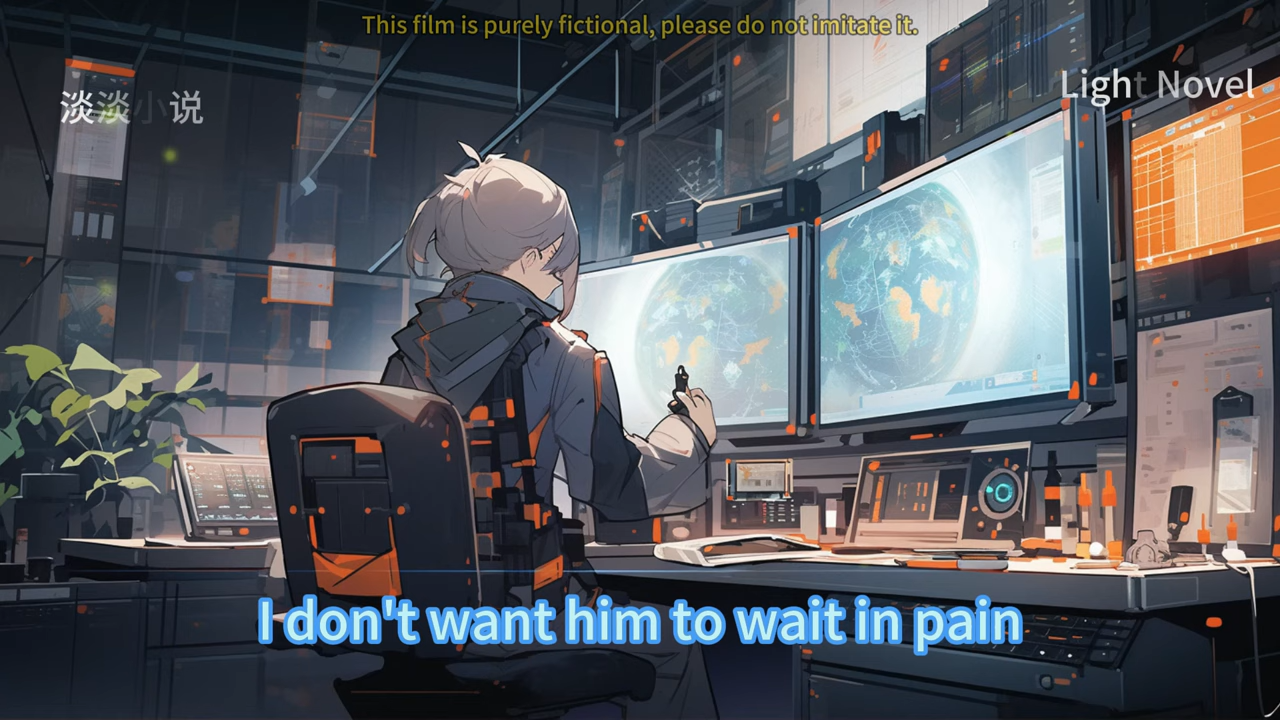 This film is purely fictional, please do not imitate it.
淡淡小说
Light Novel
I don't want him to wait in pain